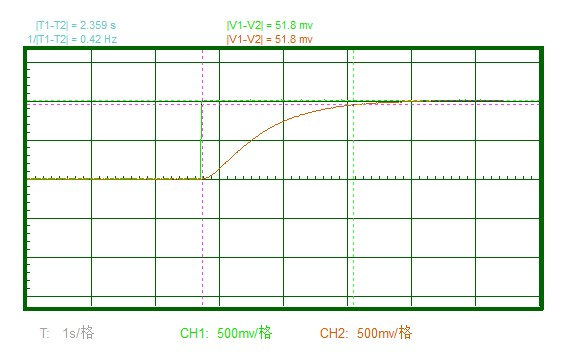 |T1-T2| = 2.359 s |V1-V2| = 51.8 mv
1/|T1-T2| = 0.42 Hz |V1-V2| = 51.8 mv
T: 1s/格 CH1: 500mv/格 CH2: 500mv/格